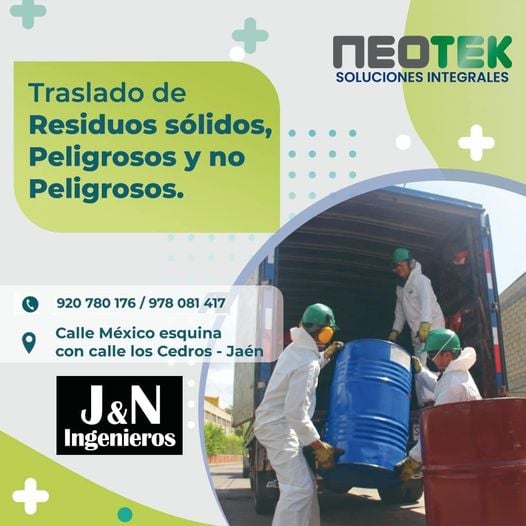 NEOTEK
SOLUCIONES INTEGRALES
Traslado de
Residuos sólidos,
Peligrosos y no
Peligrosos.
920 780 176 / 978 081 417
Calle México esquina
con calle los Cedros - Jaén
J&N
Ingenieros